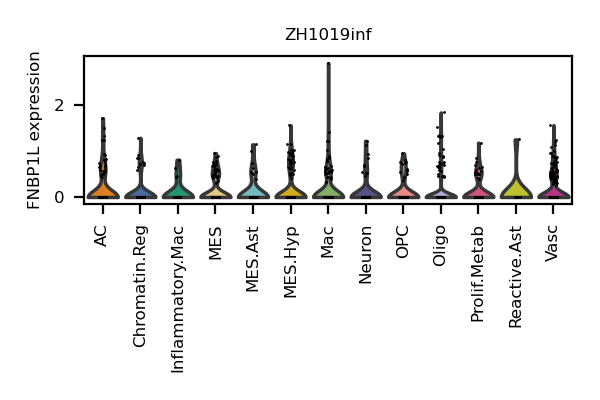 ZH1019inf
FNBP1L expression
2
0
AC
Chromatin.Reg
Inflammatory.Mac
MES
MES.Ast
MES.Hyp
Mac
Neuron
OPC
Oligo
Prolif.Metab
Reactive.Ast
Vasc